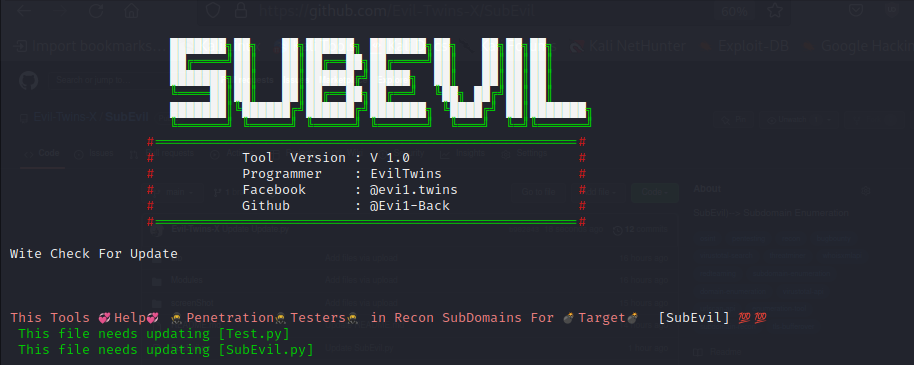 https://github.com/Evil-Twins-X/SubEvil
60%
Import bookmarks...
Kali NetHunter
Exploit-DB
Google Hackin
SUBEVIL
#=====================================================#
# Tool Version : V 1.0 #
# Programmer : EvilTwins #
# Facebook : @evi1.twins #
# Github : @Evi1-Back #
#=====================================================#
Wite Check For Update
This Tools 💞Help💞 🥷Penetration🥷Testers🥷 in Recon SubDomains For 💣Target💣 [SubEvil] 💯💯
This file needs updating [Test.py]
This file needs updating [SubEvil.py]